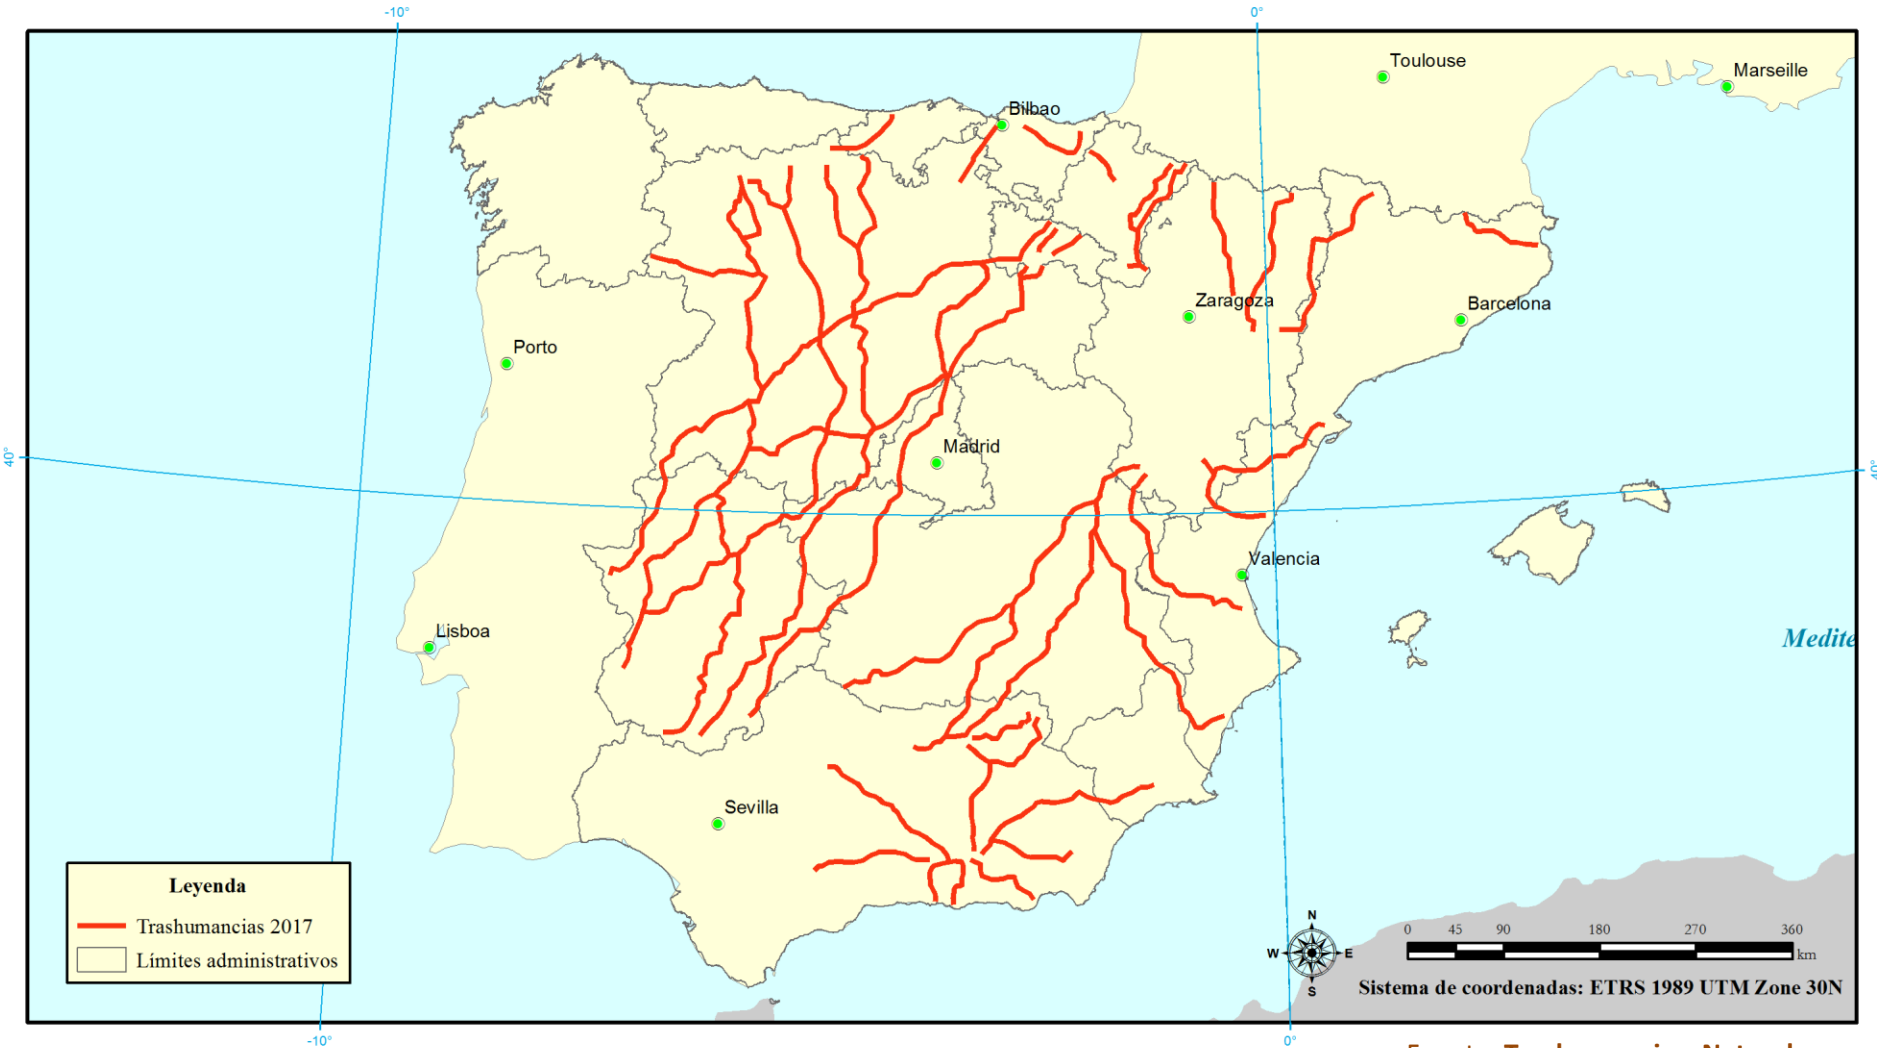 -10°
0°
Toulouse
Marseille
Bilbao
Zaragoza
Barcelona
Porto
Madrid
40°
40°
Valencia
Lisboa
Medite
Sevilla
Leyenda
Trashumancias 2017
Límites administrativos
N
W E
S
0 45 90 180 270 360
km
Sistema de coordenadas: ETRS 1989 UTM Zone 30N
-10°
0°